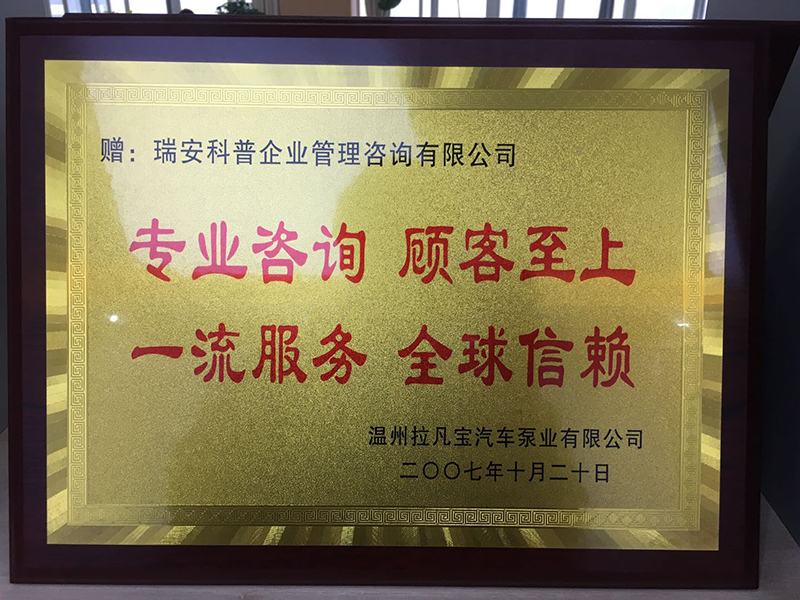 赠：瑞安科普企业管理咨询有限公司
专业咨询 顾客至上
一流服务 全球信赖
温州拉凡宝汽车泵业有限公司
二〇〇七年十月二十日